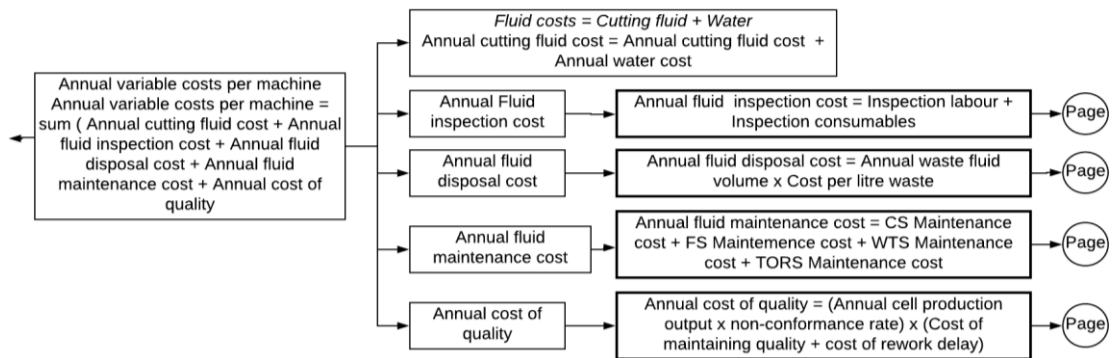 Fluid costs = Cutting fluid + Water
Annual cutting fluid cost = Annual cutting fluid cost +
Annual water cost
Annual variable costs per machine
Annual variable costs per machine =
sum ( Annual cutting fluid cost + Annual
fluid inspection cost + Annual fluid
disposal cost + Annual fluid
maintenance cost + Annual cost of
quality
Annual Fluid
inspection cost
Annual fluid inspection cost = Inspection labour +
Inspection consumables
Page
Annual fluid
disposal cost
Annual fluid disposal cost = Annual waste fluid
volume x Cost per litre waste
Page
Annual fluid
maintenance cost
Annual fluid maintenance cost = CS Maintenance
cost + FS Maintemence cost + WTS Maintenance
cost + TORS Maintenance cost
Page
Annual cost of
quality
Annual cost of quality = (Annual cell production
output x non-conformance rate) x (Cost of
maintaining quality + cost of rework delay)
Page